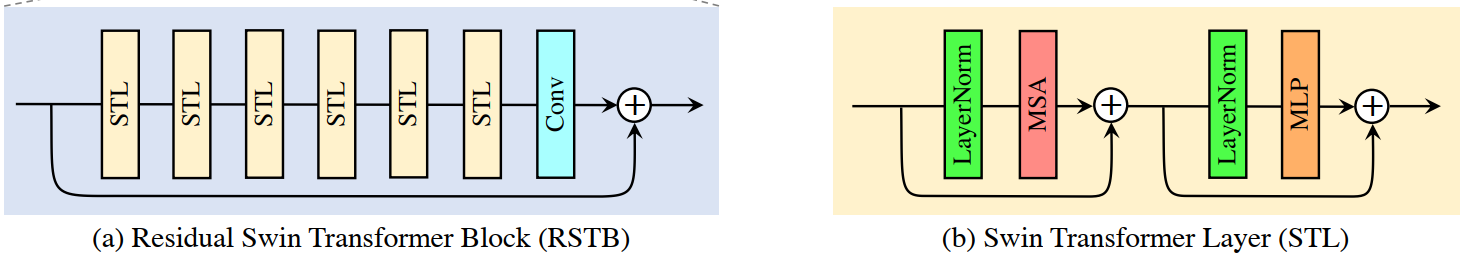 STL STL STL STL STL STL Conv +
(a) Residual Swin Transformer Block (RSTB)
LayerNorm MSA + LayerNorm MLP +
(b) Swin Transformer Layer (STL)